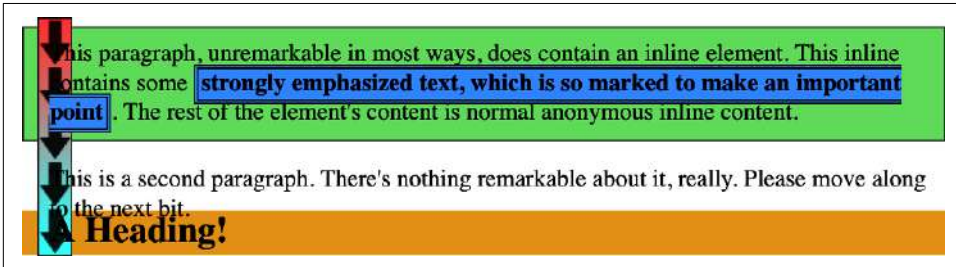 This paragraph, unremarkable in most ways, does contain an inline element. This inline
contains some strongly emphasized text, which is so marked to make an important
point. The rest of the element's content is normal anonymous inline content.
This is a second paragraph. There's nothing remarkable about it, really. Please move along
to the next bit.
A Heading!